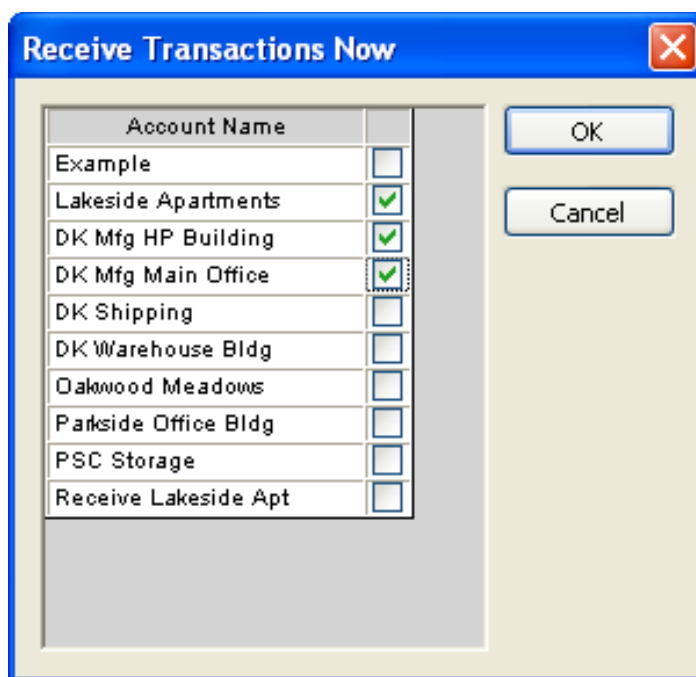 Receive Transactions Now
Account Name
OK
Example
Lakeside Apartments
Cancel
DK Mfg HP Building
DK Mfg Main Office
DK Shipping
DK Warehouse Bldg
Oakwood Meadows
Parkside Office Bldg
PSC Storage
Receive Lakeside Apt